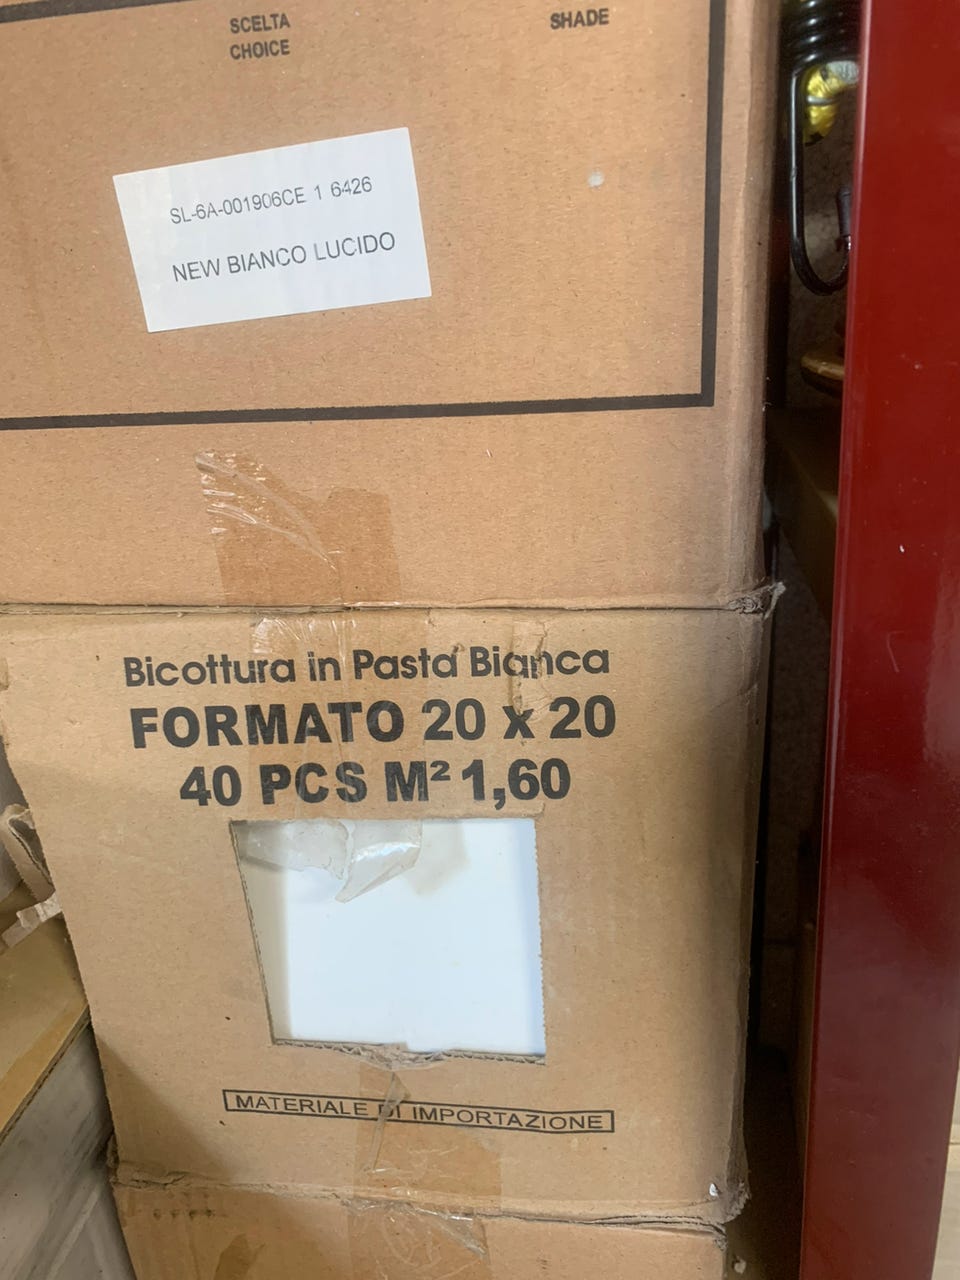 SCELTA
CHOICE
SHADE
SL-6A-001906CE 1 6426
NEW BIANCO LUCIDO
Bicottura in Pasta Bianca
FORMATO 20 x 20
40 PCS M² 1,60
MATERIALE DI IMPORTAZIONE